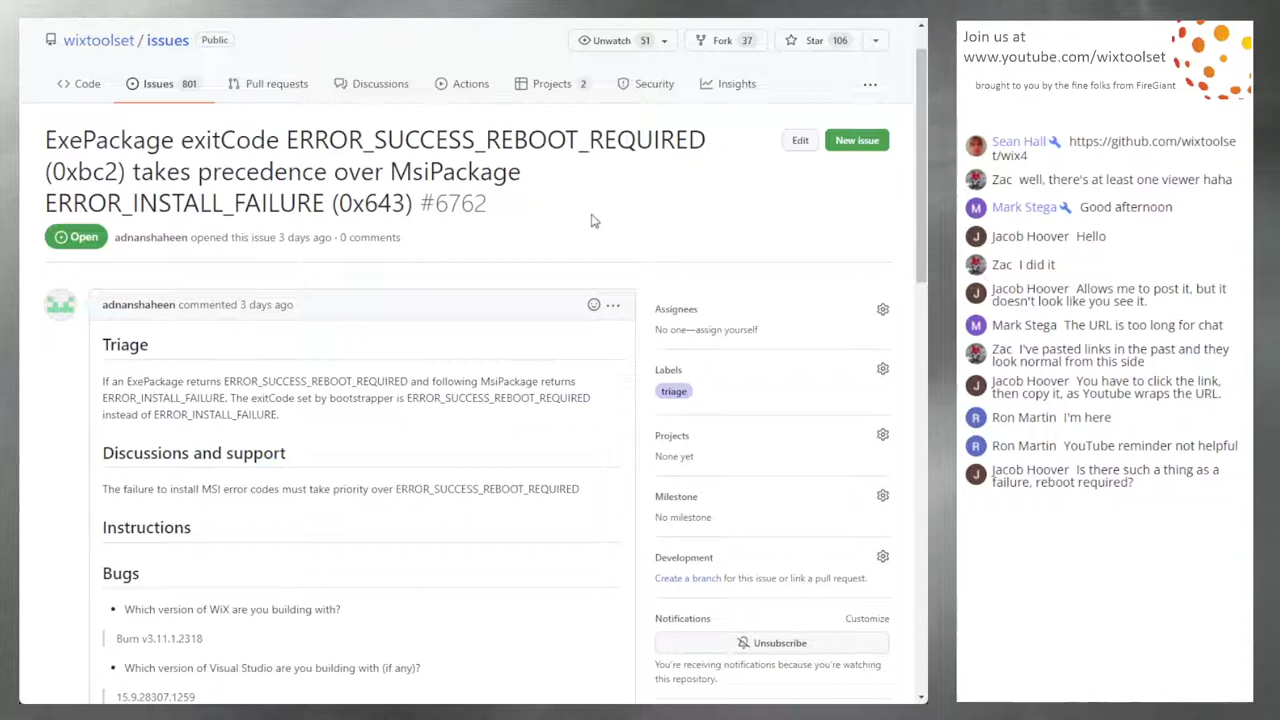 wixtoolset / issues Public
Unwatch 51
Fork 37
Star 106
Code
Issues 801
Pull requests
Discussions
Actions
Projects 2
Security
Insights
ExePackage exitCode ERROR_SUCCESS_REBOOT_REQUIRED
(0xbc2) takes precedence over MsiPackage
ERROR_INSTALL_FAILURE (0x643) #6762
Edit
New issue
Open
adnanshaheen opened this issue 3 days ago · 0 comments
adnanshaheen commented 3 days ago
Triage
If an ExePackage returns ERROR_SUCCESS_REBOOT_REQUIRED and following MsiPackage returns
ERROR_INSTALL_FAILURE. The exitCode set by bootstrapper is ERROR_SUCCESS_REBOOT_REQUIRED
instead of ERROR_INSTALL_FAILURE.
Discussions and support
The failure to install MSI error codes must take priority over ERROR_SUCCESS_REBOOT_REQUIRED
Instructions
Bugs
• Which version of WiX are you building with?
Burn v3.11.1.2318
• Which version of Visual Studio are you building with (if any)?
15.9.28307.1259
Assignees
No one—assign yourself
Labels
triage
Projects
None yet
Milestone
No milestone
Development
Create a branch for this issue or link a pull request.
Notifications
Customize
Unsubscribe
You're receiving notifications because you're watching
this repository.
Join us at
www.youtube.com/wixtoolset
brought to you by the fine folks from FireGiant
Sean Hall https://github.com/wixtoolse
t/wix4
Zac well, there's at least one viewer haha
M Mark Stega Good afternoon
J Jacob Hoover Hello
Zac I did it
J Jacob Hoover Allows me to post it, but it
doesn't look like you see it.
M Mark Stega The URL is too long for chat
Zac I've pasted links in the past and they
look normal from this side
J Jacob Hoover You have to click the link,
then copy it, as Youtube wraps the URL.
R Ron Martin I'm here
R Ron Martin YouTube reminder not helpful
J Jacob Hoover Is there such a thing as a
failure, reboot required?